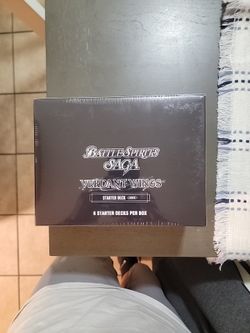 BATTLE SPIRITS
SAGA
VERDANT WINGS
STARTER DECK
6 STARTER DECKS PER BOX